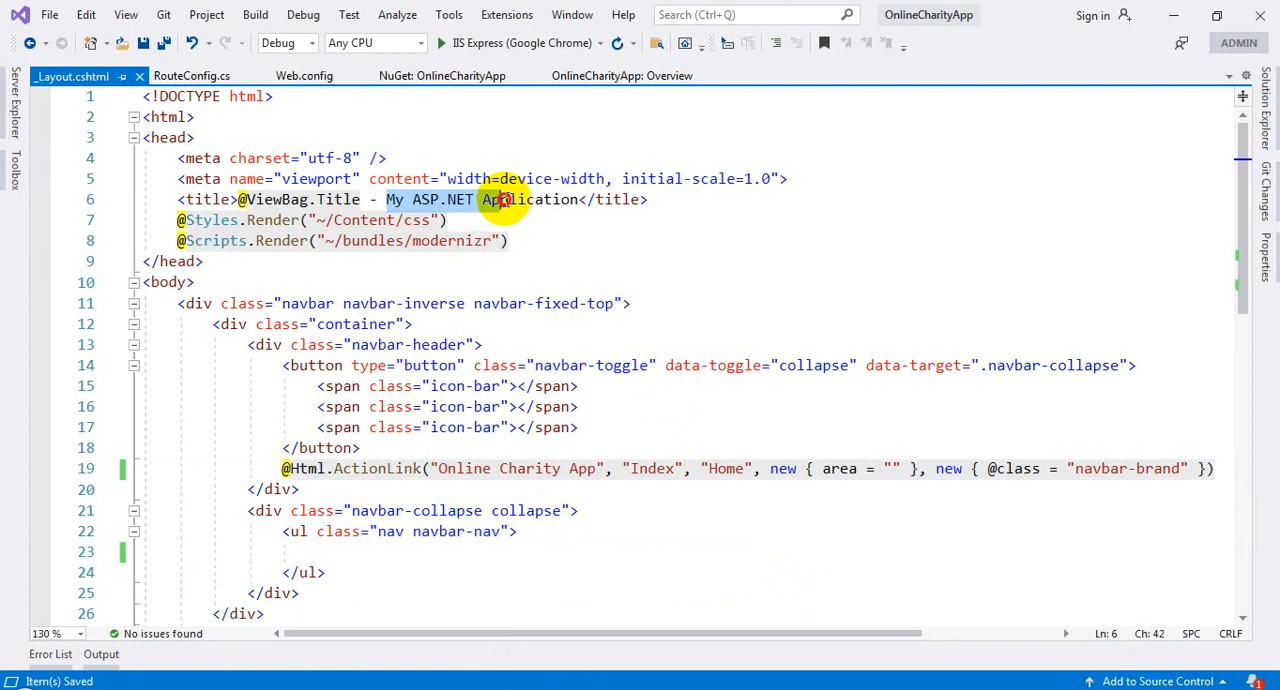 File Edit View Git Project Build Debug Test Analyze Tools Extensions Window Help Search (Ctrl+Q) OnlineCharityApp Sign in
Debug Any CPU IIS Express (Google Chrome) ADMIN
_Layout.cshtml RouteConfig.cs Web.config NuGet: OnlineCharityApp OnlineCharityApp: Overview
Server Explorer
Toolbox
Solution Explorer
Git Changes
Properties
1 <!DOCTYPE html>
2 <html>
3 <head>
4 <meta charset="utf-8" />
5 <meta name="viewport" content="width=device-width, initial-scale=1.0">
6 <title>@ViewBag.Title - My ASP.NET Application</title>
7 @Styles.Render("~/Content/css")
8 @Scripts.Render("~/bundles/modernizr")
9 </head>
10 <body>
11 <div class="navbar navbar-inverse navbar-fixed-top">
12 <div class="container">
13 <div class="navbar-header">
14 <button type="button" class="navbar-toggle" data-toggle="collapse" data-target=".navbar-collapse">
15 <span class="icon-bar"></span>
16 <span class="icon-bar"></span>
17 <span class="icon-bar"></span>
18 </button>
19 @Html.ActionLink("Online Charity App", "Index", "Home", new { area = "" }, new { @class = "navbar-brand" })
20 </div>
21 <div class="navbar-collapse collapse">
22 <ul class="nav navbar-nav">
23
24 </ul>
25 </div>
26 </div>
130 % No issues found Ln: 6 Ch: 42 SPC CRLF
Error List Output
Item(s) Saved Add to Source Control 1